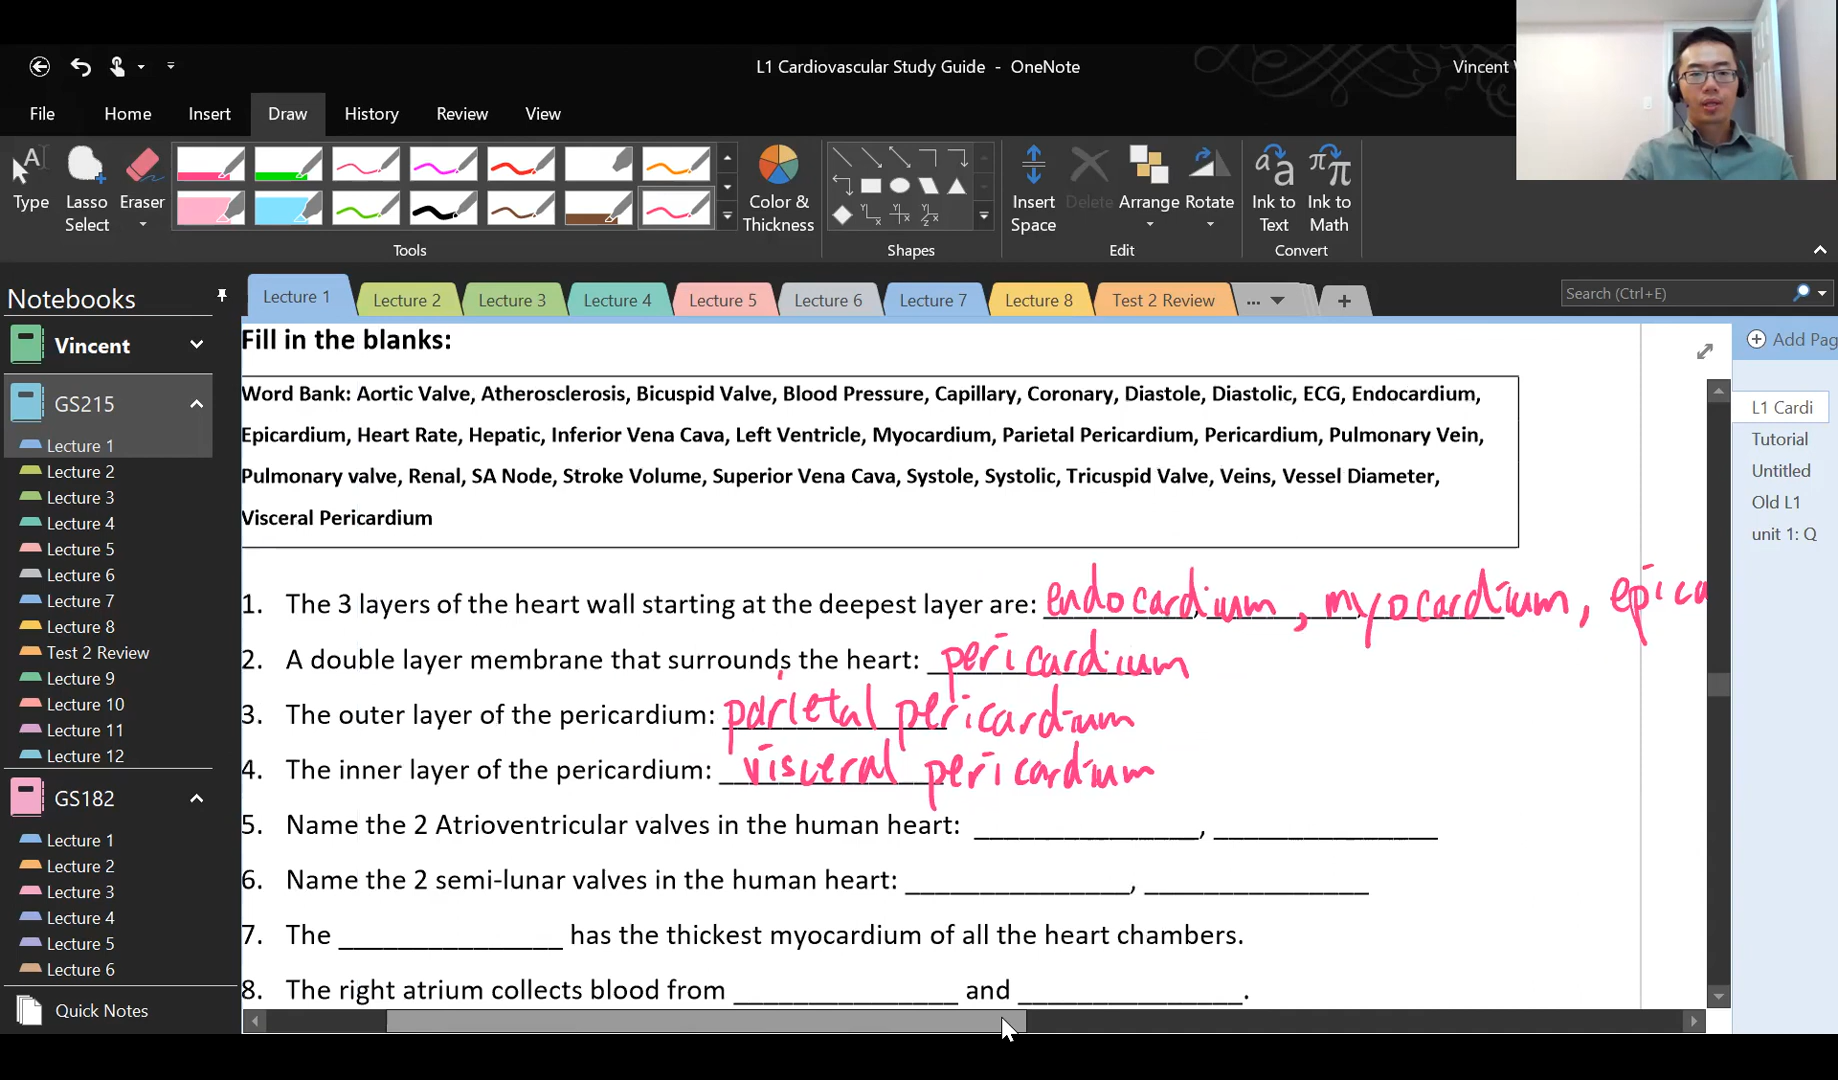 L1 Cardiovascular Study Guide - OneNote
Vincent
File Home Insert Draw History Review View
Type
Lasso Select
Eraser
Color & Thickness
Insert Space
Delete
Arrange
Rotate
Ink to Text
Ink to Math
Tools
Shapes
Edit
Convert
Notebooks
Lecture 1 Lecture 2 Lecture 3 Lecture 4 Lecture 5 Lecture 6 Lecture 7 Lecture 8 Test 2 Review ...
Search (Ctrl+E)
Vincent
GS215
Lecture 1
Lecture 2
Lecture 3
Lecture 4
Lecture 5
Lecture 6
Lecture 7
Lecture 8
Test 2 Review
Lecture 9
Lecture 10
Lecture 11
Lecture 12
GS182
Lecture 1
Lecture 2
Lecture 3
Lecture 4
Lecture 5
Lecture 6
Quick Notes
Fill in the blanks:
Word Bank: Aortic Valve, Atherosclerosis, Bicuspid Valve, Blood Pressure, Capillary, Coronary, Diastole, Diastolic, ECG, Endocardium,
Epicardium, Heart Rate, Hepatic, Inferior Vena Cava, Left Ventricle, Myocardium, Parietal Pericardium, Pericardium, Pulmonary Vein,
Pulmonary valve, Renal, SA Node, Stroke Volume, Superior Vena Cava, Systole, Systolic, Tricuspid Valve, Veins, Vessel Diameter,
Visceral Pericardium
1. The 3 layers of the heart wall starting at the deepest layer are: endocardium, myocardium, epica
2. A double layer membrane that surrounds the heart: pericardium
3. The outer layer of the pericardium: parietal pericardium
4. The inner layer of the pericardium: visceral pericardium
5. Name the 2 Atrioventricular valves in the human heart: _______________, _______________
6. Name the 2 semi-lunar valves in the human heart: _______________, _______________
7. The _______________ has the thickest myocardium of all the heart chambers.
8. The right atrium collects blood from _______________ and _______________.
Add Pag
L1 Cardi
Tutorial
Untitled
Old L1
unit 1: Q